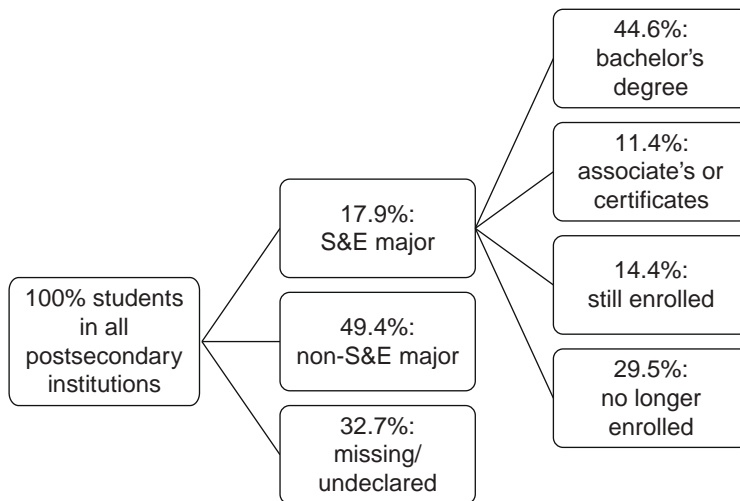 100% students
in all
postsecondary
institutions
17.9%:
S&E major
49.4%:
non-S&E major
32.7%:
missing/
undeclared
44.6%:
bachelor's
degree
11.4%:
associate's or
certificates
14.4%:
still enrolled
29.5%:
no longer
enrolled